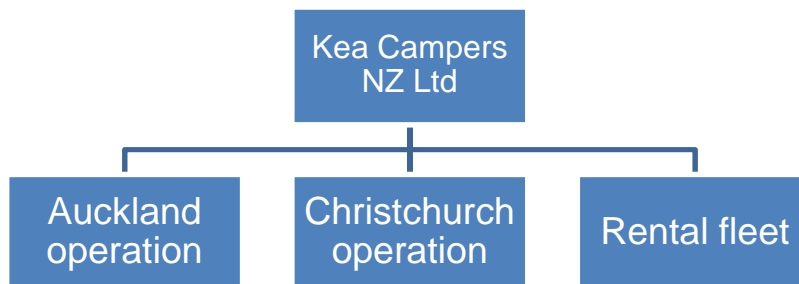 Kea Campers
NZ Ltd
Auckland
operation
Christchurch
operation
Rental fleet